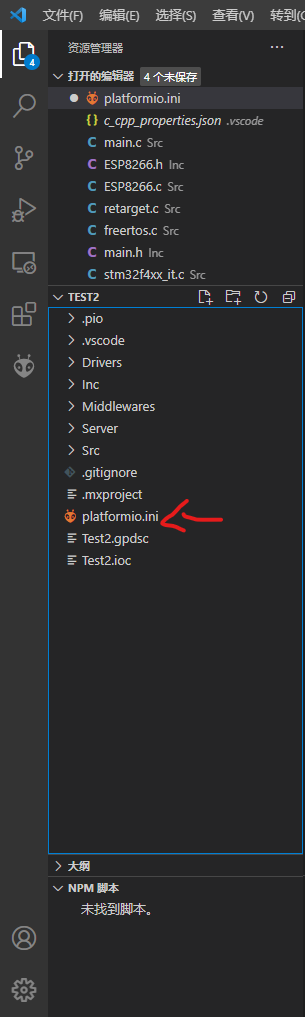 文件(F) 编辑(E) 选择(S) 查看(V) 转到(G
资源管理器 ···
打开的编辑器 4 个未保存
platformio.ini
{} c_cpp_properties.json .vscode
C main.c Src
C ESP8266.h Inc
C ESP8266.c Src
C retarget.c Src
C freertos.c Src
C main.h Inc
C stm32f4xx_it.c Src
4
TEST2
.pio
.vscode
Drivers
Inc
Middlewares
Server
Src
.gitignore
.mxproject
platformio.ini
Test2.gpdsc
Test2.ioc
大纲
NPM 脚本
未找到脚本。